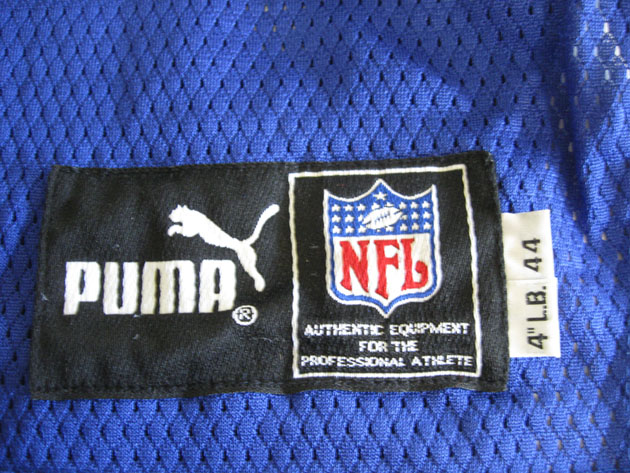 PUMA®
NFL
AUTHENTIC EQUIPMENT
FOR THE
PROFESSIONAL ATHLETE
4" L.B. 44